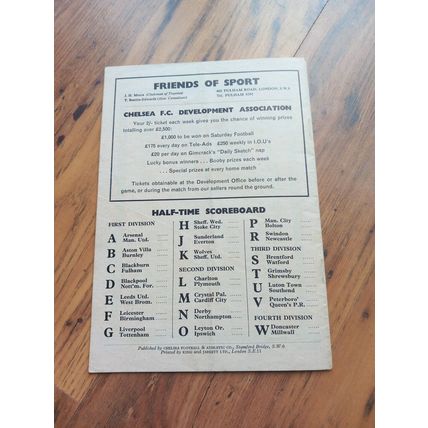 FRIENDS OF SPORT
J. H. Mears (Chairman of Trustees)
T. Benitz-Edwards (Hon. Consultant)
402 FULHAM ROAD, LONDON, S.W.6
Tel. FULHAM
CHELSEA F.C. DEVELOPMENT ASSOCIATION
Your 2/- ticket each week gives you the chance of winning prizes
totalling over £2,500:
£1,000 to be won on Saturday Football
£175 every day on Tele-Ads £250 weekly in I.O.U's
£20 per day on Gimcrack's "Daily Sketch" nap
Lucky bonus winners . . . Booby prizes each week
. . . Special prizes at every home match
Tickets obtainable at the Development Office before or after the
game, or during the match from our sellers round the ground.
HALF-TIME SCOREBOARD
FIRST DIVISION
A Arsenal
Man. Utd.
B Aston Villa
Burnley
C Blackburn
Fulham
D Blackpool
Nott'm. For.
E Leeds Utd.
West Brom.
F Leicester
Birmingham
G Liverpool
Tottenham
H Sheff. Wed.
Stoke City
J Sunderland
Everton
K Wolves
Sheff. Utd.
SECOND DIVISION
L Charlton
Plymouth
M Crystal Pal.
Cardiff City
N Derby
Northampton
O Leyton Or.
Ipswich
P Man. City
Bolton
R Swindon
Newcastle
THIRD DIVISION
S Brentford
Watford
T Grimsby
Shrewsbury
U Luton Town
Southend
V Peterboro'
Queen's P.R.
FOURTH DIVISION
W Doncaster
Millwall
Published by CHELSEA FOOTBALL & ATHLETIC CO., Stamford Bridge, S.W.6
Printed by KING AND JARRETT LTD., London S.E.11